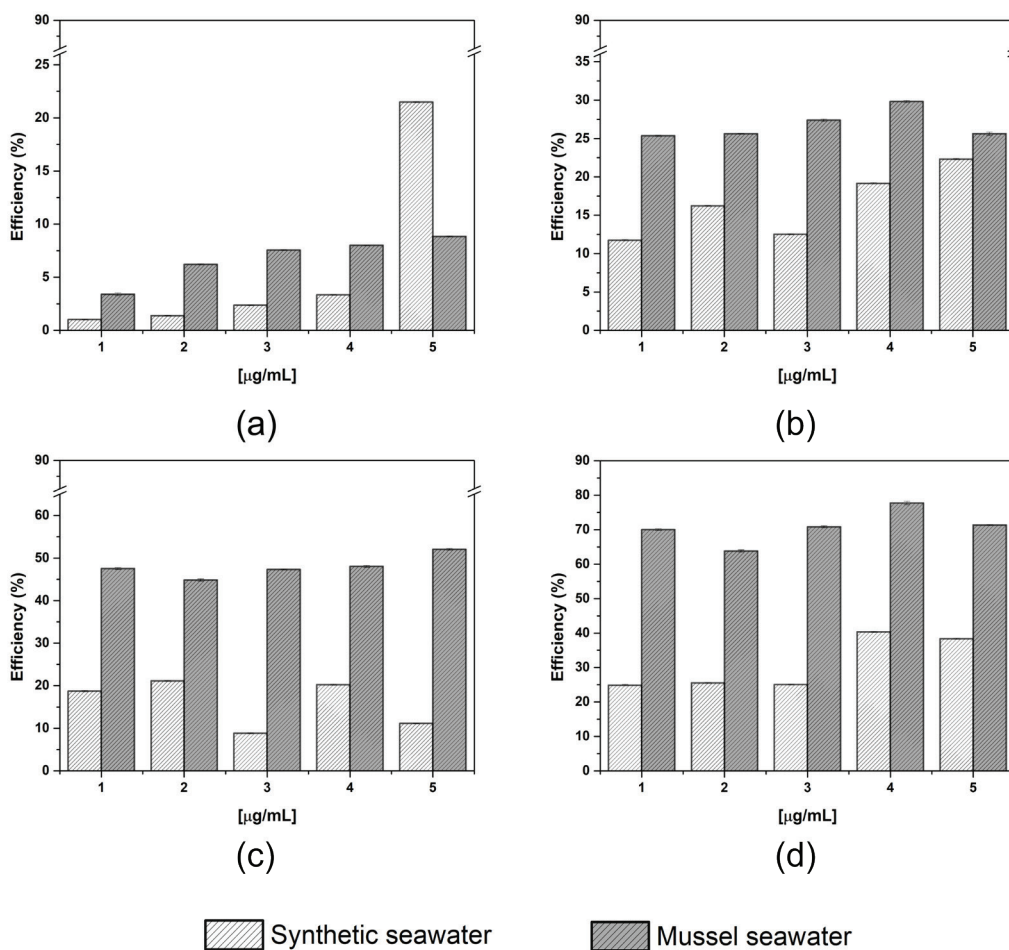 90
25
20
15
10
5
0
Efficiency (%)
1 2 3 4 5
[µg/mL]
(a)
90
35
30
25
20
15
10
5
0
Efficiency (%)
1 2 3 4 5
[µg/mL]
(b)
90
60
50
40
30
20
10
0
Efficiency (%)
1 2 3 4 5
[µg/mL]
(c)
90
80
70
60
50
40
30
20
10
0
Efficiency (%)
1 2 3 4 5
[µg/mL]
(d)
Synthetic seawater
Mussel seawater